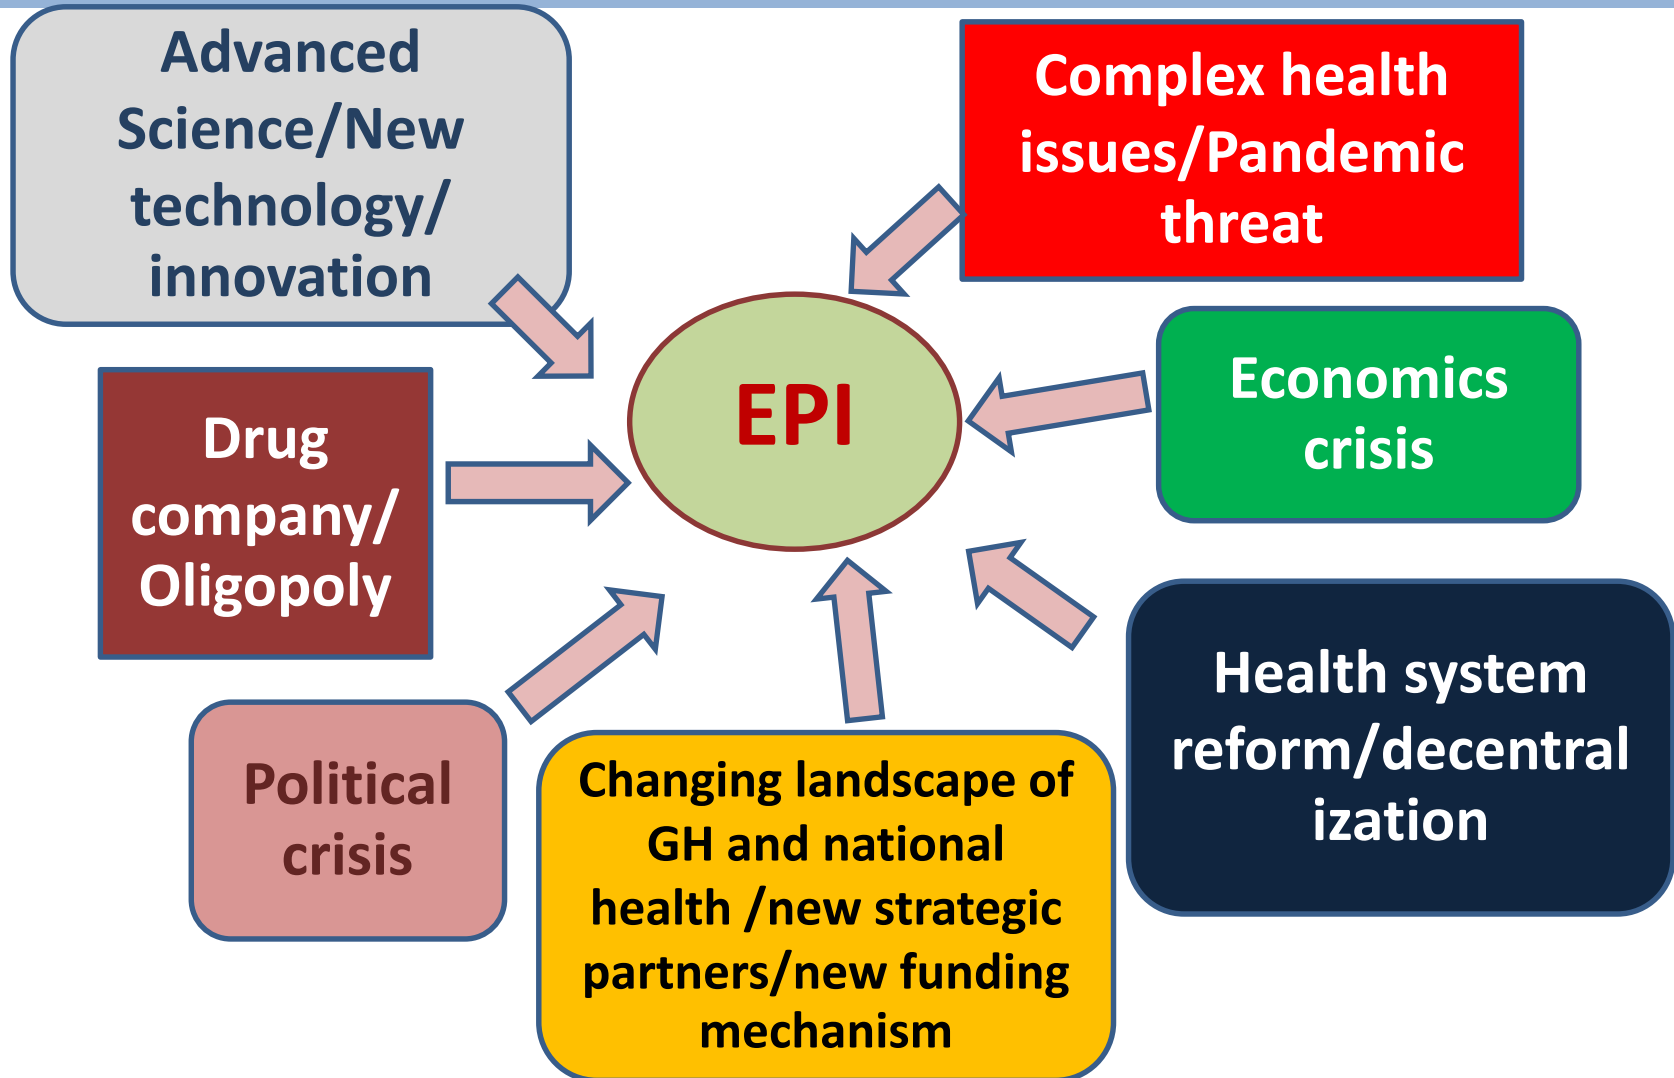 Advanced
Science/New
technology/
innovation
Complex health
issues/Pandemic
threat
EPI
Economics
crisis
Drug
company/
Oligopoly
Health system
reform/decentral
ization
Political
crisis
Changing landscape of
GH and national
health /new strategic
partners/new funding
mechanism